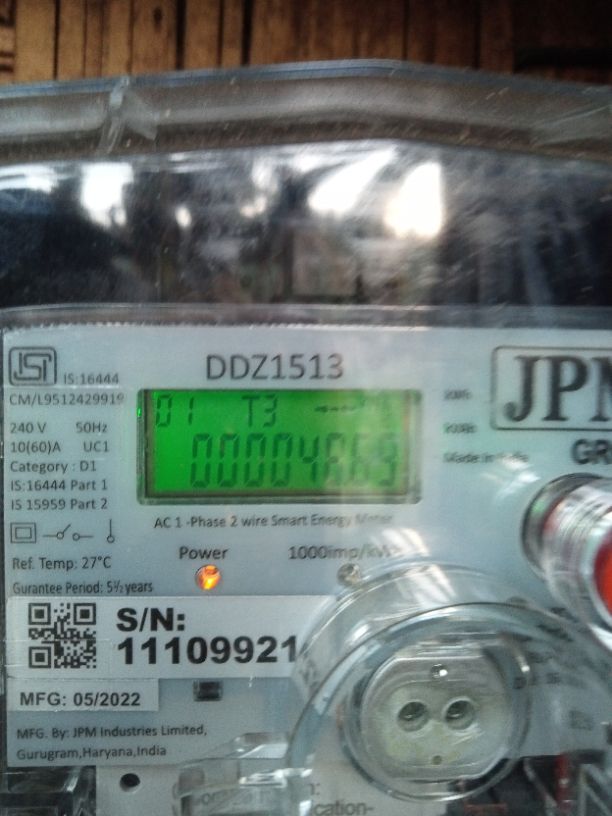 DDZ1513
JPM
IS:16444
CM/L9512429919
240 V 50Hz
10(60)A UC1
Category : D1
IS:16444 Part 1
IS 15959 Part 2
01 T3
Made in India
GR
AC 1 -Phase 2 wire Smart Energy Meter
Ref. Temp: 27°C
Power
1000imp/kWh
Gurantee Period: 5½ years
S/N:
11109921
MFG: 05/2022
MFG. By: JPM Industries Limited,
Gurugram,Haryana,India